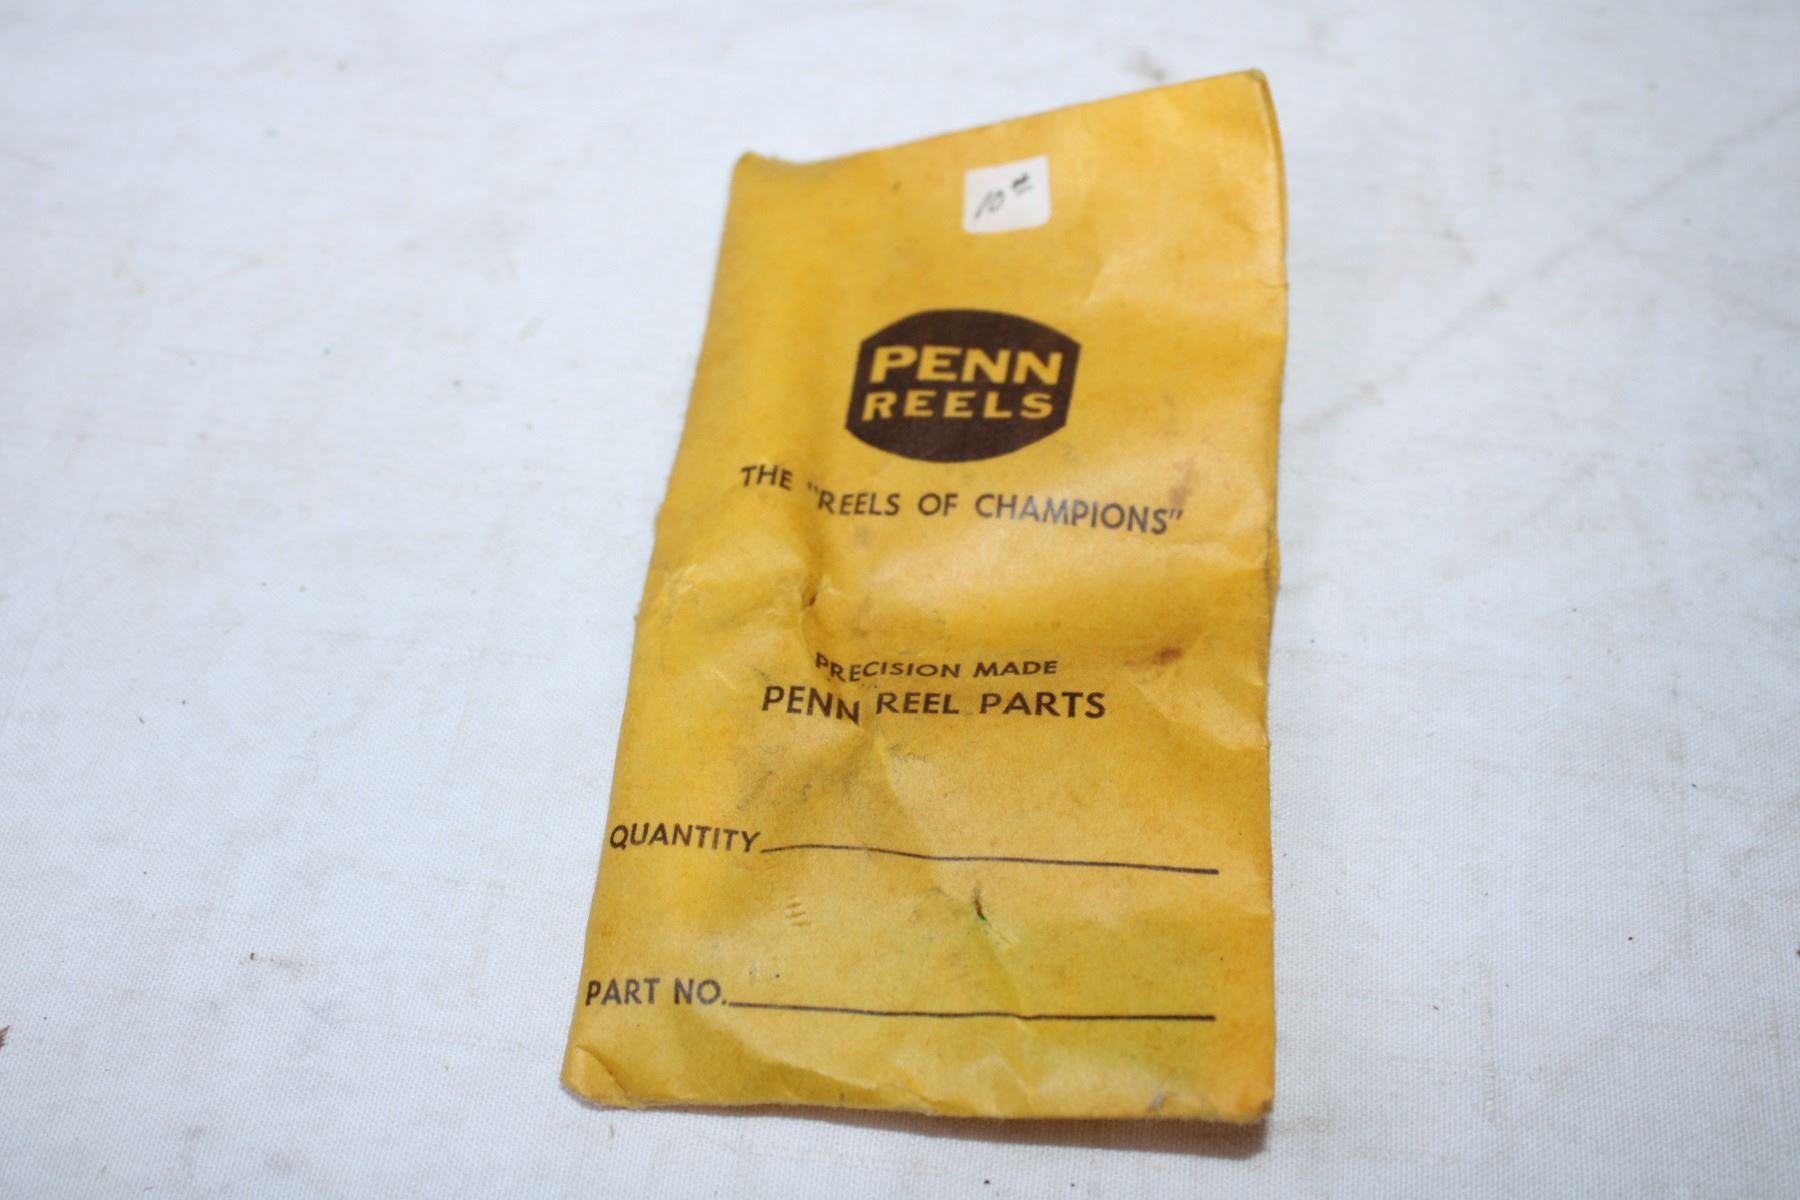 10
PENN
REELS
THE "REELS OF CHAMPIONS"
PRECISION MADE
PENN REEL PARTS
QUANTITY
PART NO.